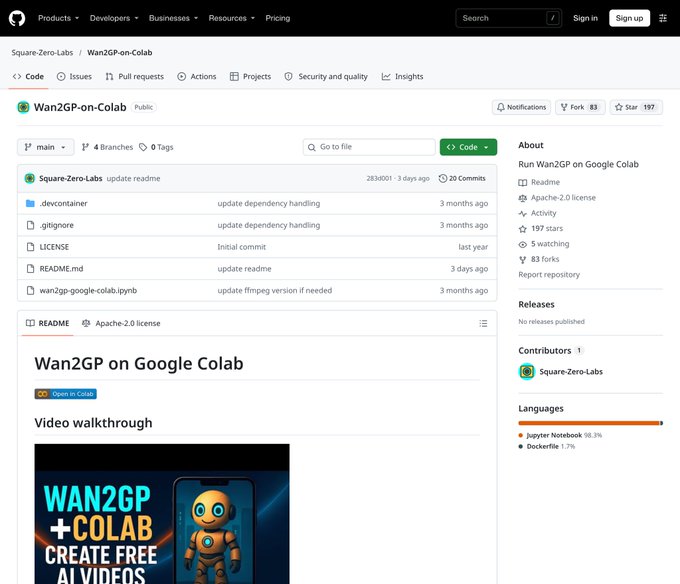 Products Developers Businesses Resources Pricing Search / Sign in Sign up
Square-Zero-Labs / Wan2GP-on-Colab
Code Issues Pull requests Actions Projects Security and quality Insights
Wan2GP-on-Colab Public Notifications Fork 83 Star 197
main 4 Branches 0 Tags Go to file Code
Square-Zero-Labs update readme 283d001 · 3 days ago 20 Commits
.devcontainer update dependency handling 3 months ago
.gitignore update dependency handling 3 months ago
LICENSE Initial commit last year
README.md update readme 3 days ago
wan2gp-google-colab.ipynb update ffmpeg version if needed 3 months ago
README Apache-2.0 license
Wan2GP on Google Colab
Open in Colab
Video walkthrough
WAN2GP
+COLAB
CREATE FREE
AI VIDEOS
About
Run Wan2GP on Google Colab
Readme
Apache-2.0 license
Activity
197 stars
5 watching
83 forks
Report repository
Releases
No releases published
Contributors 1
Square-Zero-Labs
Languages
Jupyter Notebook 98.3%
Dockerfile 1.7%